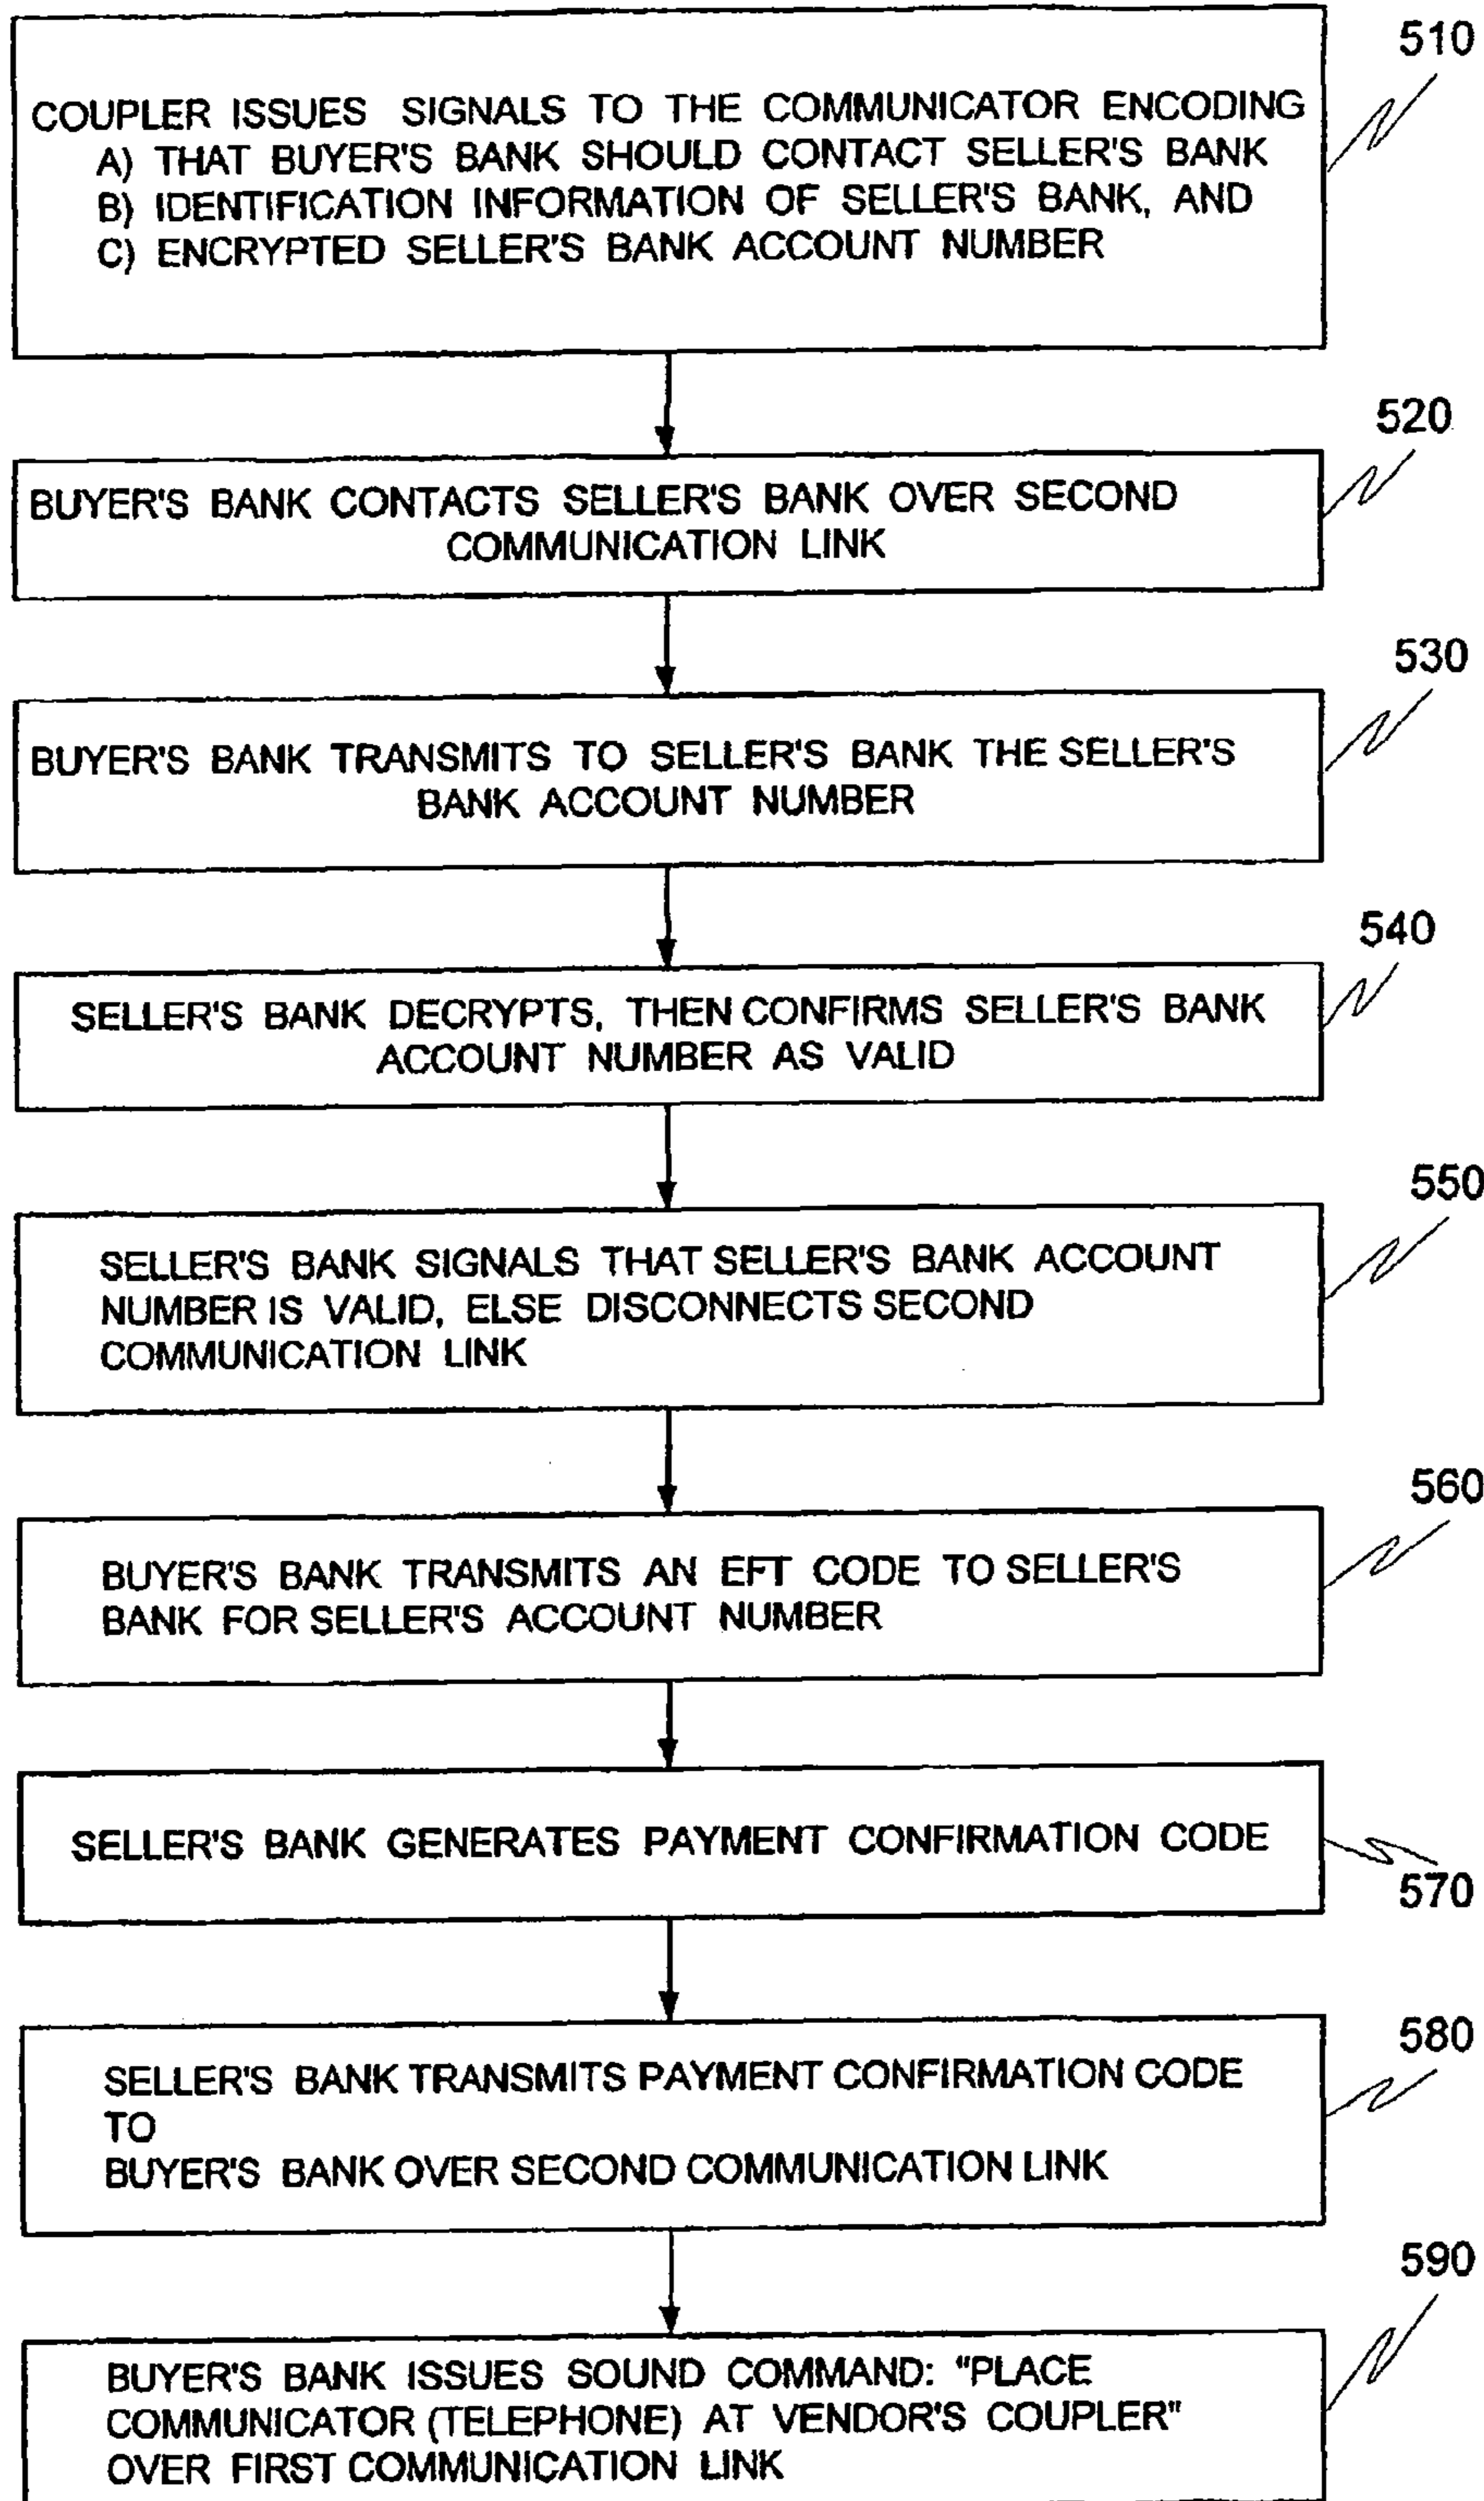 510
COUPLER ISSUES SIGNALS TO THE COMMUNICATOR ENCODING
A) THAT BUYER'S BANK SHOULD CONTACT SELLER'S BANK
B) IDENTIFICATION INFORMATION OF SELLER'S BANK, AND
C) ENCRYPTED SELLER'S BANK ACCOUNT NUMBER
520
BUYER'S BANK CONTACTS SELLER'S BANK OVER SECOND
COMMUNICATION LINK
530
BUYER'S BANK TRANSMITS TO SELLER'S BANK THE SELLER'S
BANK ACCOUNT NUMBER
540
SELLER'S BANK DECRYPTS, THEN CONFIRMS SELLER'S BANK
ACCOUNT NUMBER AS VALID
550
SELLER'S BANK SIGNALS THAT SELLER'S BANK ACCOUNT
NUMBER IS VALID, ELSE DISCONNECTS SECOND
COMMUNICATION LINK
560
BUYER'S BANK TRANSMITS AN EFT CODE TO SELLER'S
BANK FOR SELLER'S ACCOUNT NUMBER
SELLER'S BANK GENERATES PAYMENT CONFIRMATION CODE
570
580
SELLER'S BANK TRANSMITS PAYMENT CONFIRMATION CODE
TO
BUYER'S BANK OVER SECOND COMMUNICATION LINK
590
BUYER'S BANK ISSUES SOUND COMMAND: "PLACE
COMMUNICATOR (TELEPHONE) AT VENDOR'S COUPLER"
OVER FIRST COMMUNICATION LINK